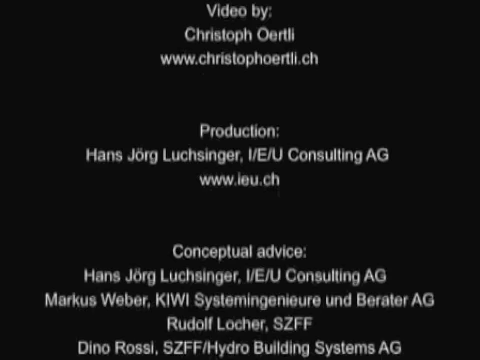 Video by:
Christoph Oertli
www.christophoertli.ch
Production:
Hans Jörg Luchsinger, I/E/U Consulting AG
www.ieu.ch
Conceptual advice:
Hans Jörg Luchsinger, I/E/U Consulting AG
Markus Weber, KIWI Systemingenieure und Berater AG
Rudolf Locher, SZFF
Dino Rossi, SZFF/Hydro Building Systems AG